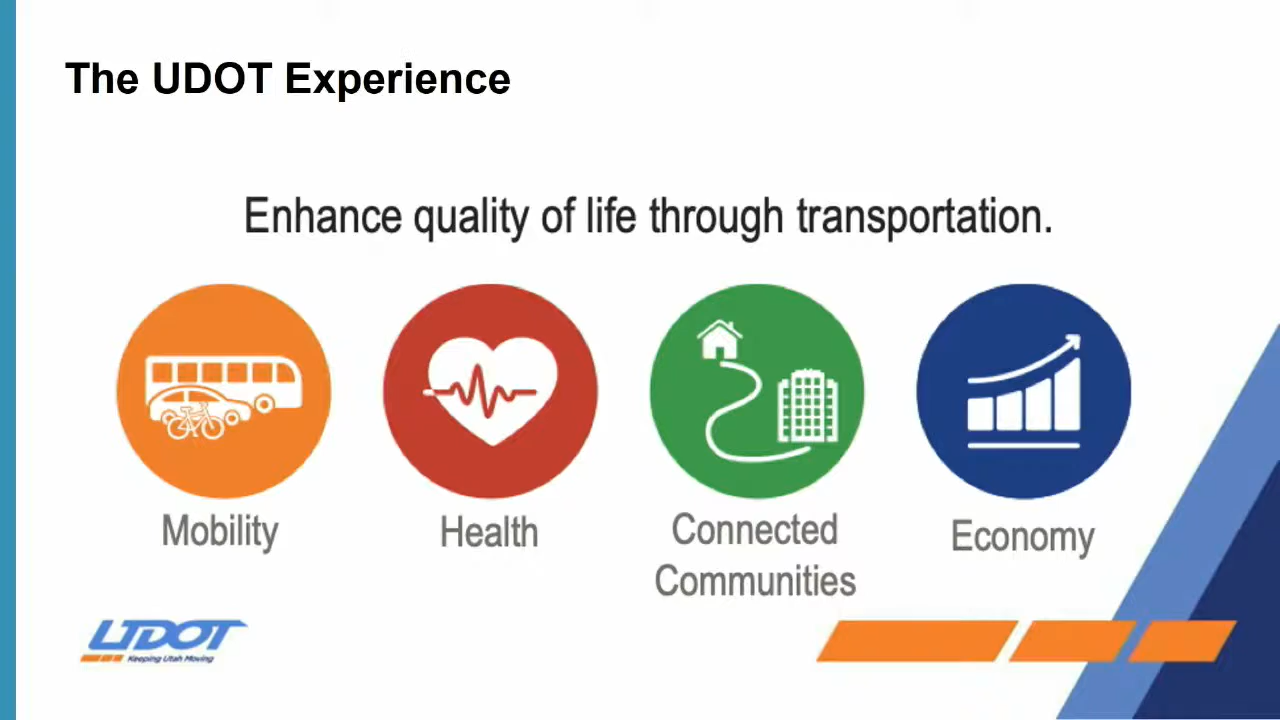 The UDOT Experience
Enhance quality of life through transportation.
Mobility
Health
Connected
Communities
Economy
UDOT
Keeping Utah Moving